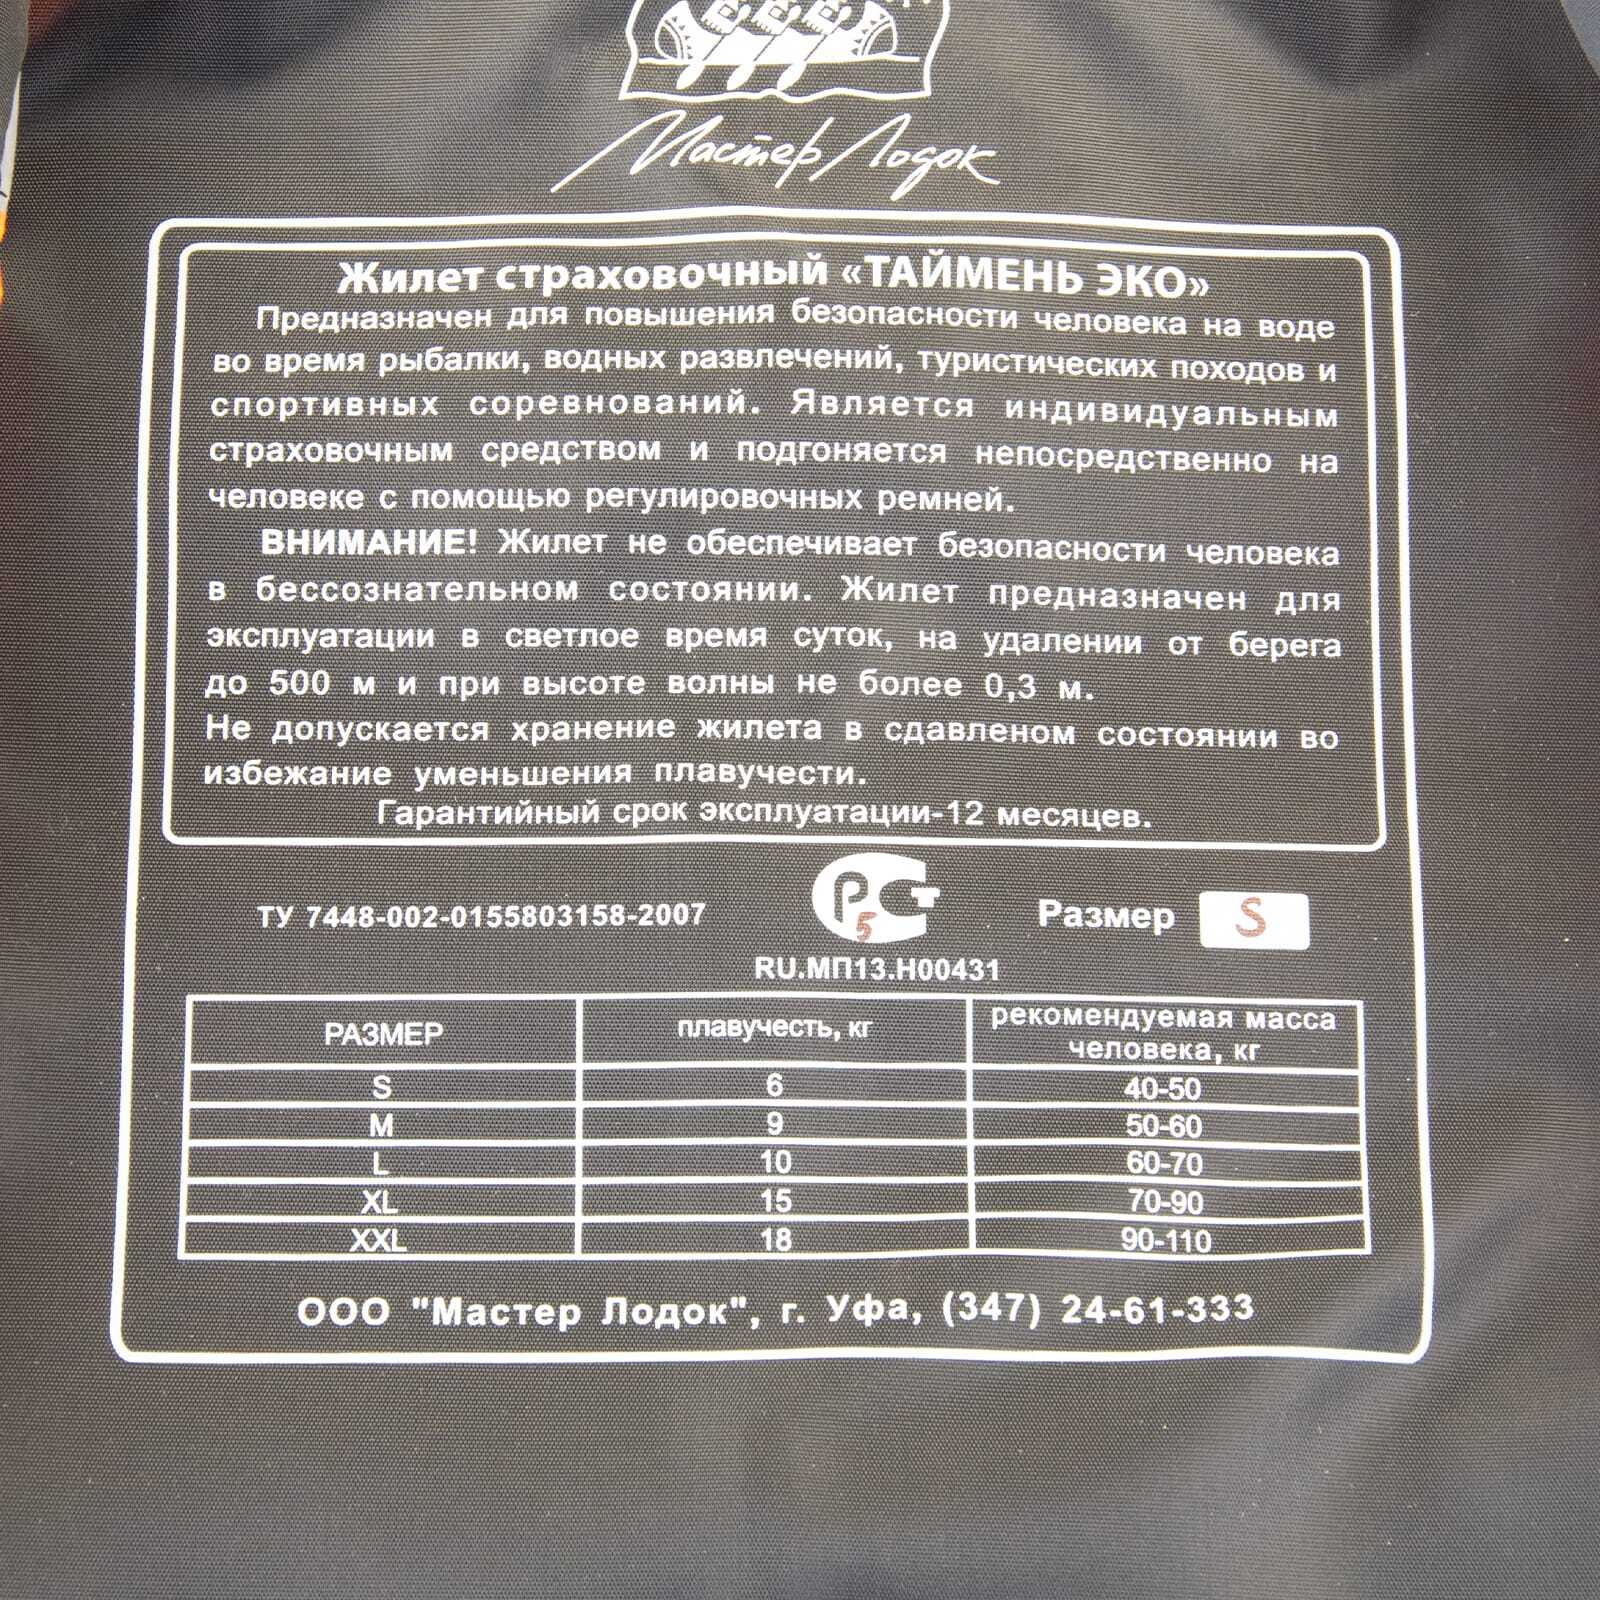 Мастер Лодок
Жилет страховочный «ТАЙМЕНЬ ЭКО»
Предназначен для повышения безопасности человека на воде
во время рыбалки, водных развлечений, туристических походов и
спортивных соревнований. Является индивидуальным
страховочным средством и подгоняется непосредственно на
человеке с помощью регулировочных ремней.
ВНИМАНИЕ! Жилет не обеспечивает безопасности человека
в бессознательном состоянии. Жилет предназначен для
эксплуатации в светлое время суток, на удалении от берега
до 500 м и при высоте волны не более 0,3 м.
Не допускается хранение жилета в сдавленом состоянии во
избежание уменьшения плавучести.
Гарантийный срок эксплуатации-12 месяцев.
ТУ 7448-002-0155803158-2007 РСТ 5 Размер S
RU.МП13.Н00431
РАЗМЕР плавучесть, кг рекомендуемая масса
человека, кг
S 6 40-50
M 9 50-60
L 10 60-70
XL 15 70-90
XXL 18 90-110
ООО "Мастер Лодок", г. Уфа, (347) 24-61-333